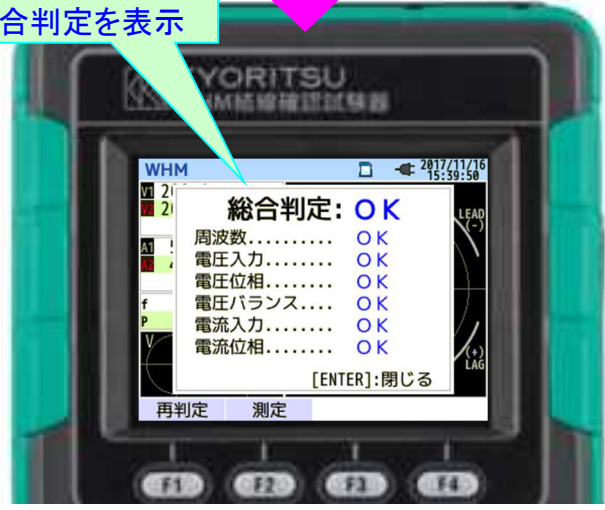 合判定を表示
YORITSU
HM結線確認試験器
WHM
2017/11/16
15:39:50
V1 2
V2 2
総合判定: OK
LEAD
(-)
周波数.......... OK
電圧入力........ OK
A1
A2
電圧位相........ OK
電圧バランス.... OK
f
電流入力........ OK
P
電流位相........ OK
V
(+)
LAG
[ENTER]:閉じる
再判定 測定
F1 F2 F3 F4